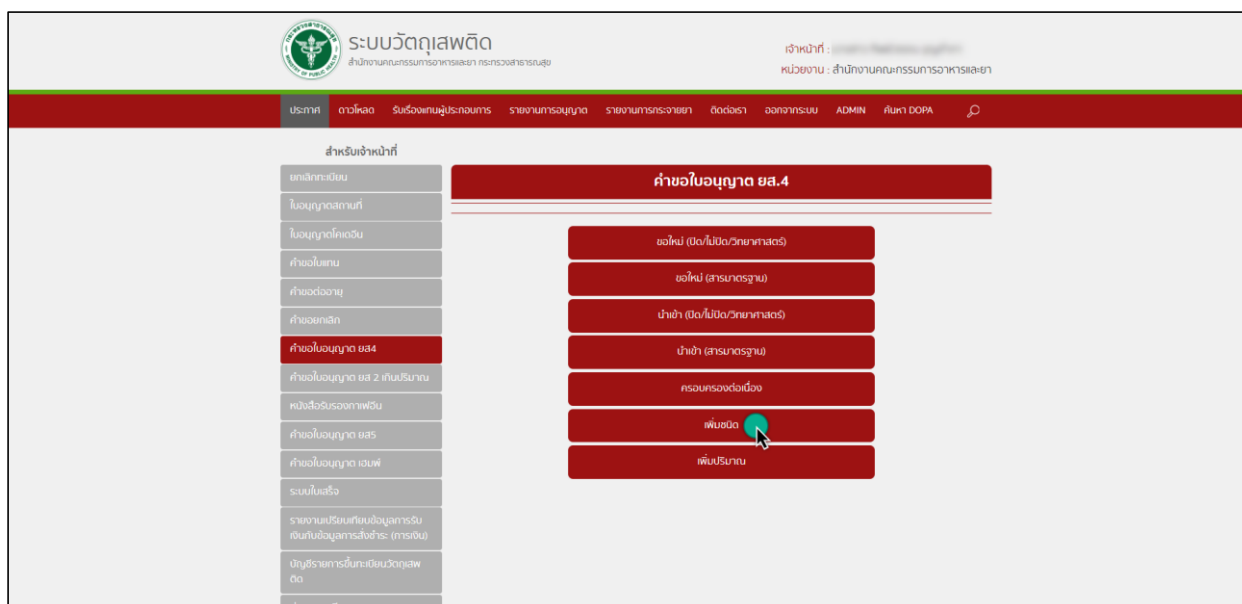 ระบบวัตถุเสพติด
สำนักงานคณะกรรมการอาหารและยา กระทรวงสาธารณสุข
เจ้าหน้าที่ :
หน่วยงาน : สำนักงานคณะกรรมการอาหารและยา
ประกาศ ดาวโหลด รับเรื่องแทนผู้ประกอบการ รายงานการอนุญาต รายงานการกระจายยา ติดต่อเรา ออกจากระบบ ADMIN ค้นหา DOPA
สำหรับเจ้าหน้าที่
ยกเลิกทะเบียน
ใบอนุญาตสถานที่
ใบอนุญาตโคเดอีน
คำขอใบแทน
คำขอต่ออายุ
คำขอยกเลิก
คำขอใบอนุญาต ยส4
คำขอใบอนุญาต ยส 2 เกินปริมาณ
หนังสือรับรองกาเฟอีน
คำขอใบอนุญาต ยส5
คำขอใบอนุญาต เฮมพ์
ระบบใบเสร็จ
รายงานเปรียบเทียบข้อมูลการรับ
เงินกับข้อมูลการสั่งชำระ (การเงิน)
บัญชีรายการขึ้นทะเบียนวัตถุเสพ
ติด
คำขอใบอนุญาต ยส.4
ขอใหม่ (ปิด/ไม่ปิด/วิทยาศาสตร์)
ขอใหม่ (สารมาตรฐาน)
นำเข้า (ปิด/ไม่ปิด/วิทยาศาสตร์)
นำเข้า (สารมาตรฐาน)
ครอบครองต่อเนื่อง
เพิ่มชนิด
เพิ่มปริมาณ